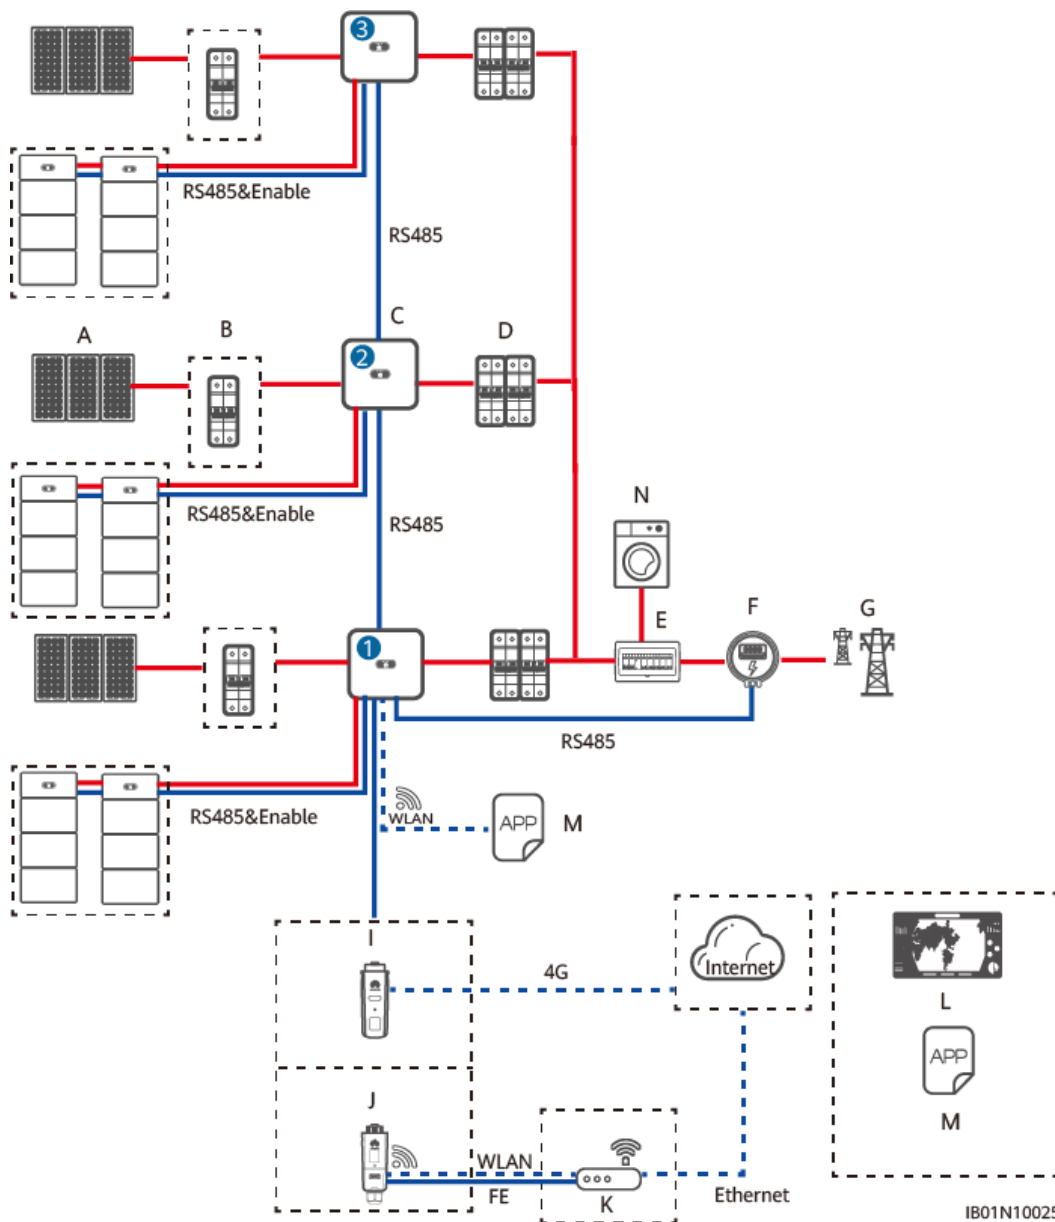 3
RS485&Enable
RS485
A
B
C
D
2
RS485&Enable
RS485
N
E
F
G
1
RS485
RS485&Enable
WLAN
APP
M
I
4G
Internet
L
APP
M
J
WLAN
FE
K
Ethernet
IB01N10025